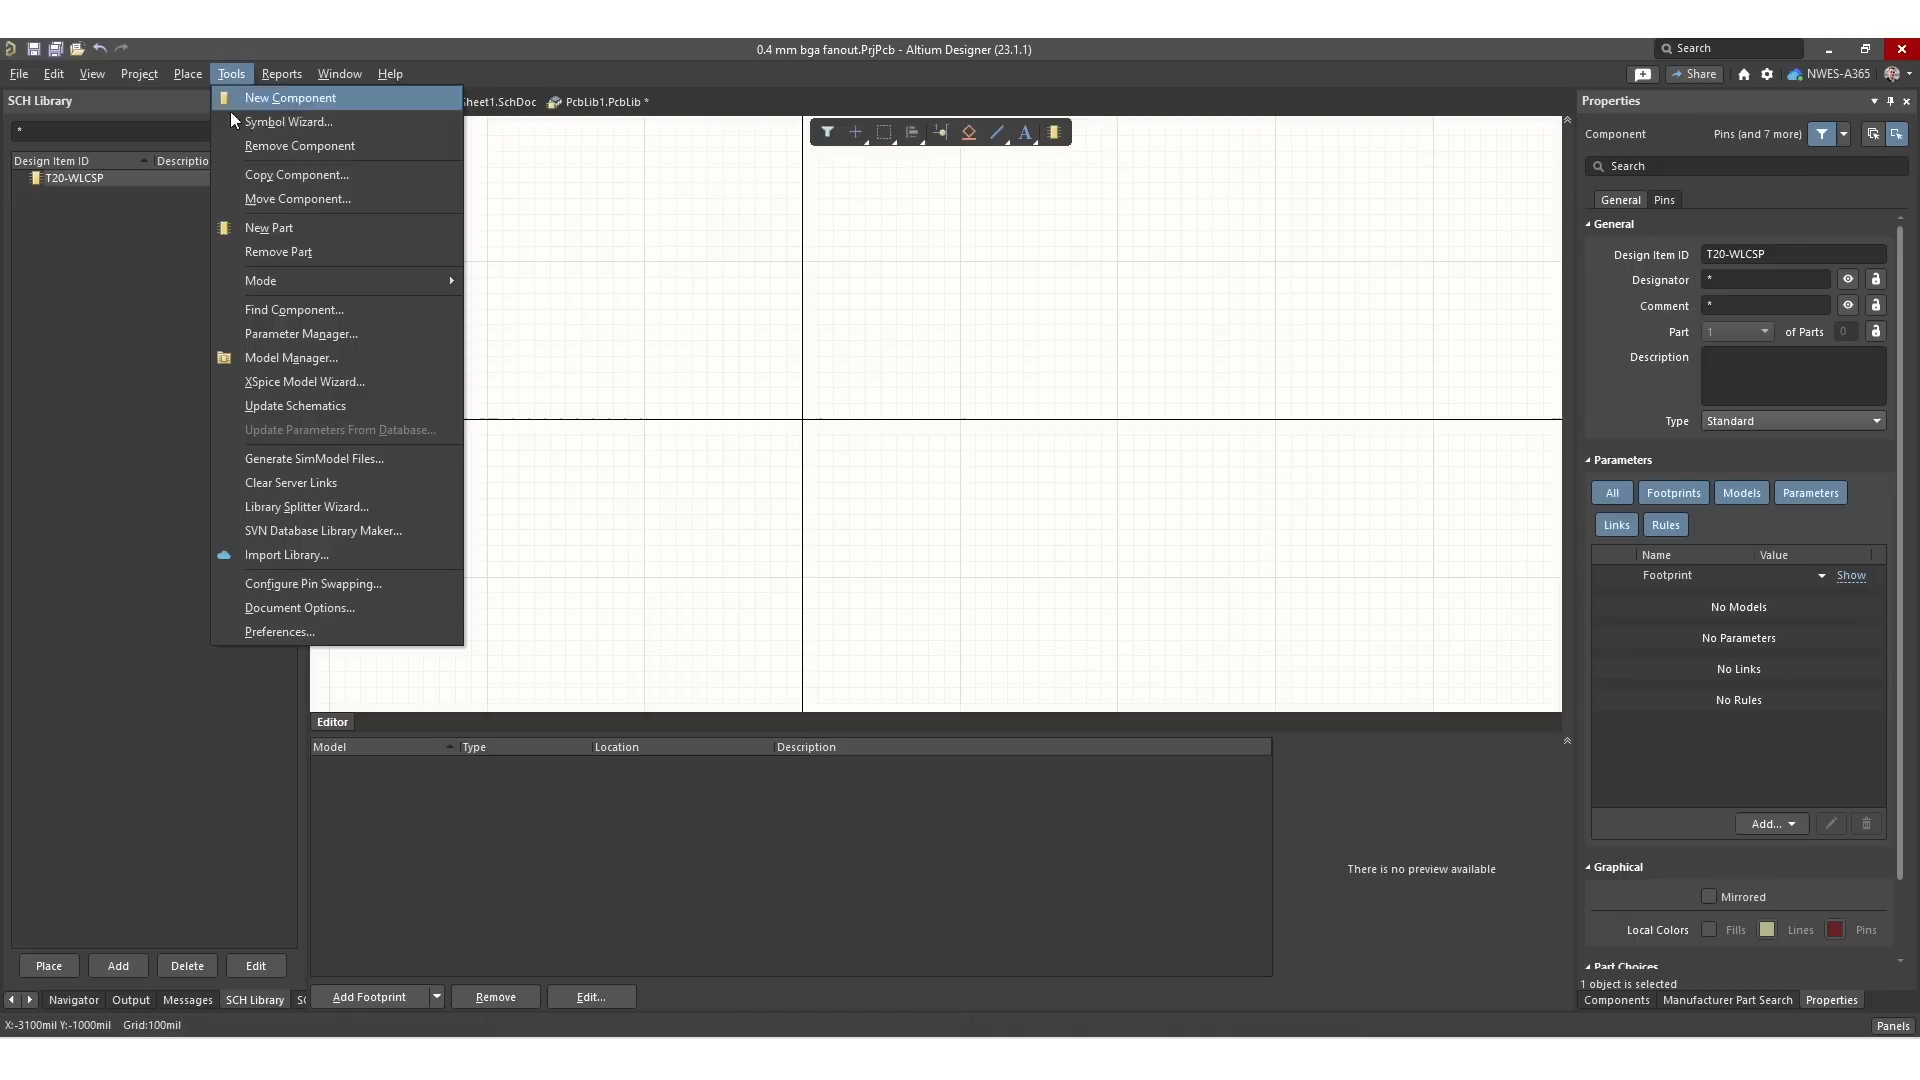 0.4 mm bga fanout.PrjPcb - Altium Designer (23.1.1)
Search
File Edit View Project Place Tools Reports Window Help
Share
NWES-A365
SCH Library
*
Design Item ID Descriptio
T20-WLCSP
heet1.SchDoc PcbLib1.PcbLib *
New Component
Symbol Wizard...
Remove Component
Copy Component...
Move Component...
New Part
Remove Part
Mode
Find Component...
Parameter Manager...
Model Manager...
XSpice Model Wizard...
Update Schematics
Update Parameters From Database...
Generate SimModel Files...
Clear Server Links
Library Splitter Wizard...
SVN Database Library Maker...
Import Library...
Configure Pin Swapping...
Document Options...
Preferences...
A
Editor
Model Type Location Description
There is no preview available
Add Footprint Remove Edit...
Place Add Delete Edit
Navigator Output Messages SCH Library SC
X:-3100mil Y:-1000mil Grid:100mil
Properties
Component Pins (and 7 more)
Search
General Pins
General
Design Item ID T20-WLCSP
Designator *
Comment *
Part 1 of Parts 0
Description
Type Standard
Parameters
All Footprints Models Parameters
Links Rules
Name Value
Footprint Show
No Models
No Parameters
No Links
No Rules
Add...
Graphical
Mirrored
Local Colors Fills Lines Pins
Part Choices
1 object is selected
Components Manufacturer Part Search Properties
Panels